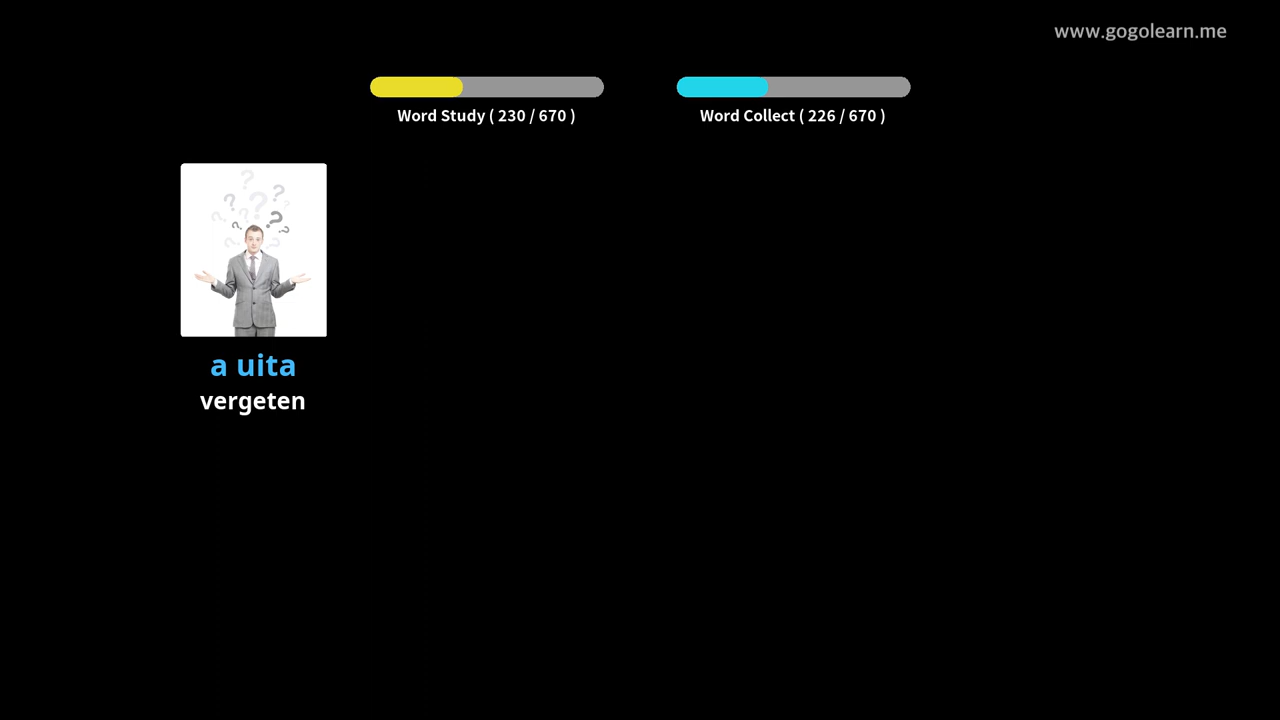 www.gogolearn.me
Word Study ( 230 / 670 )
Word Collect ( 226 / 670 )
a uita
vergeten